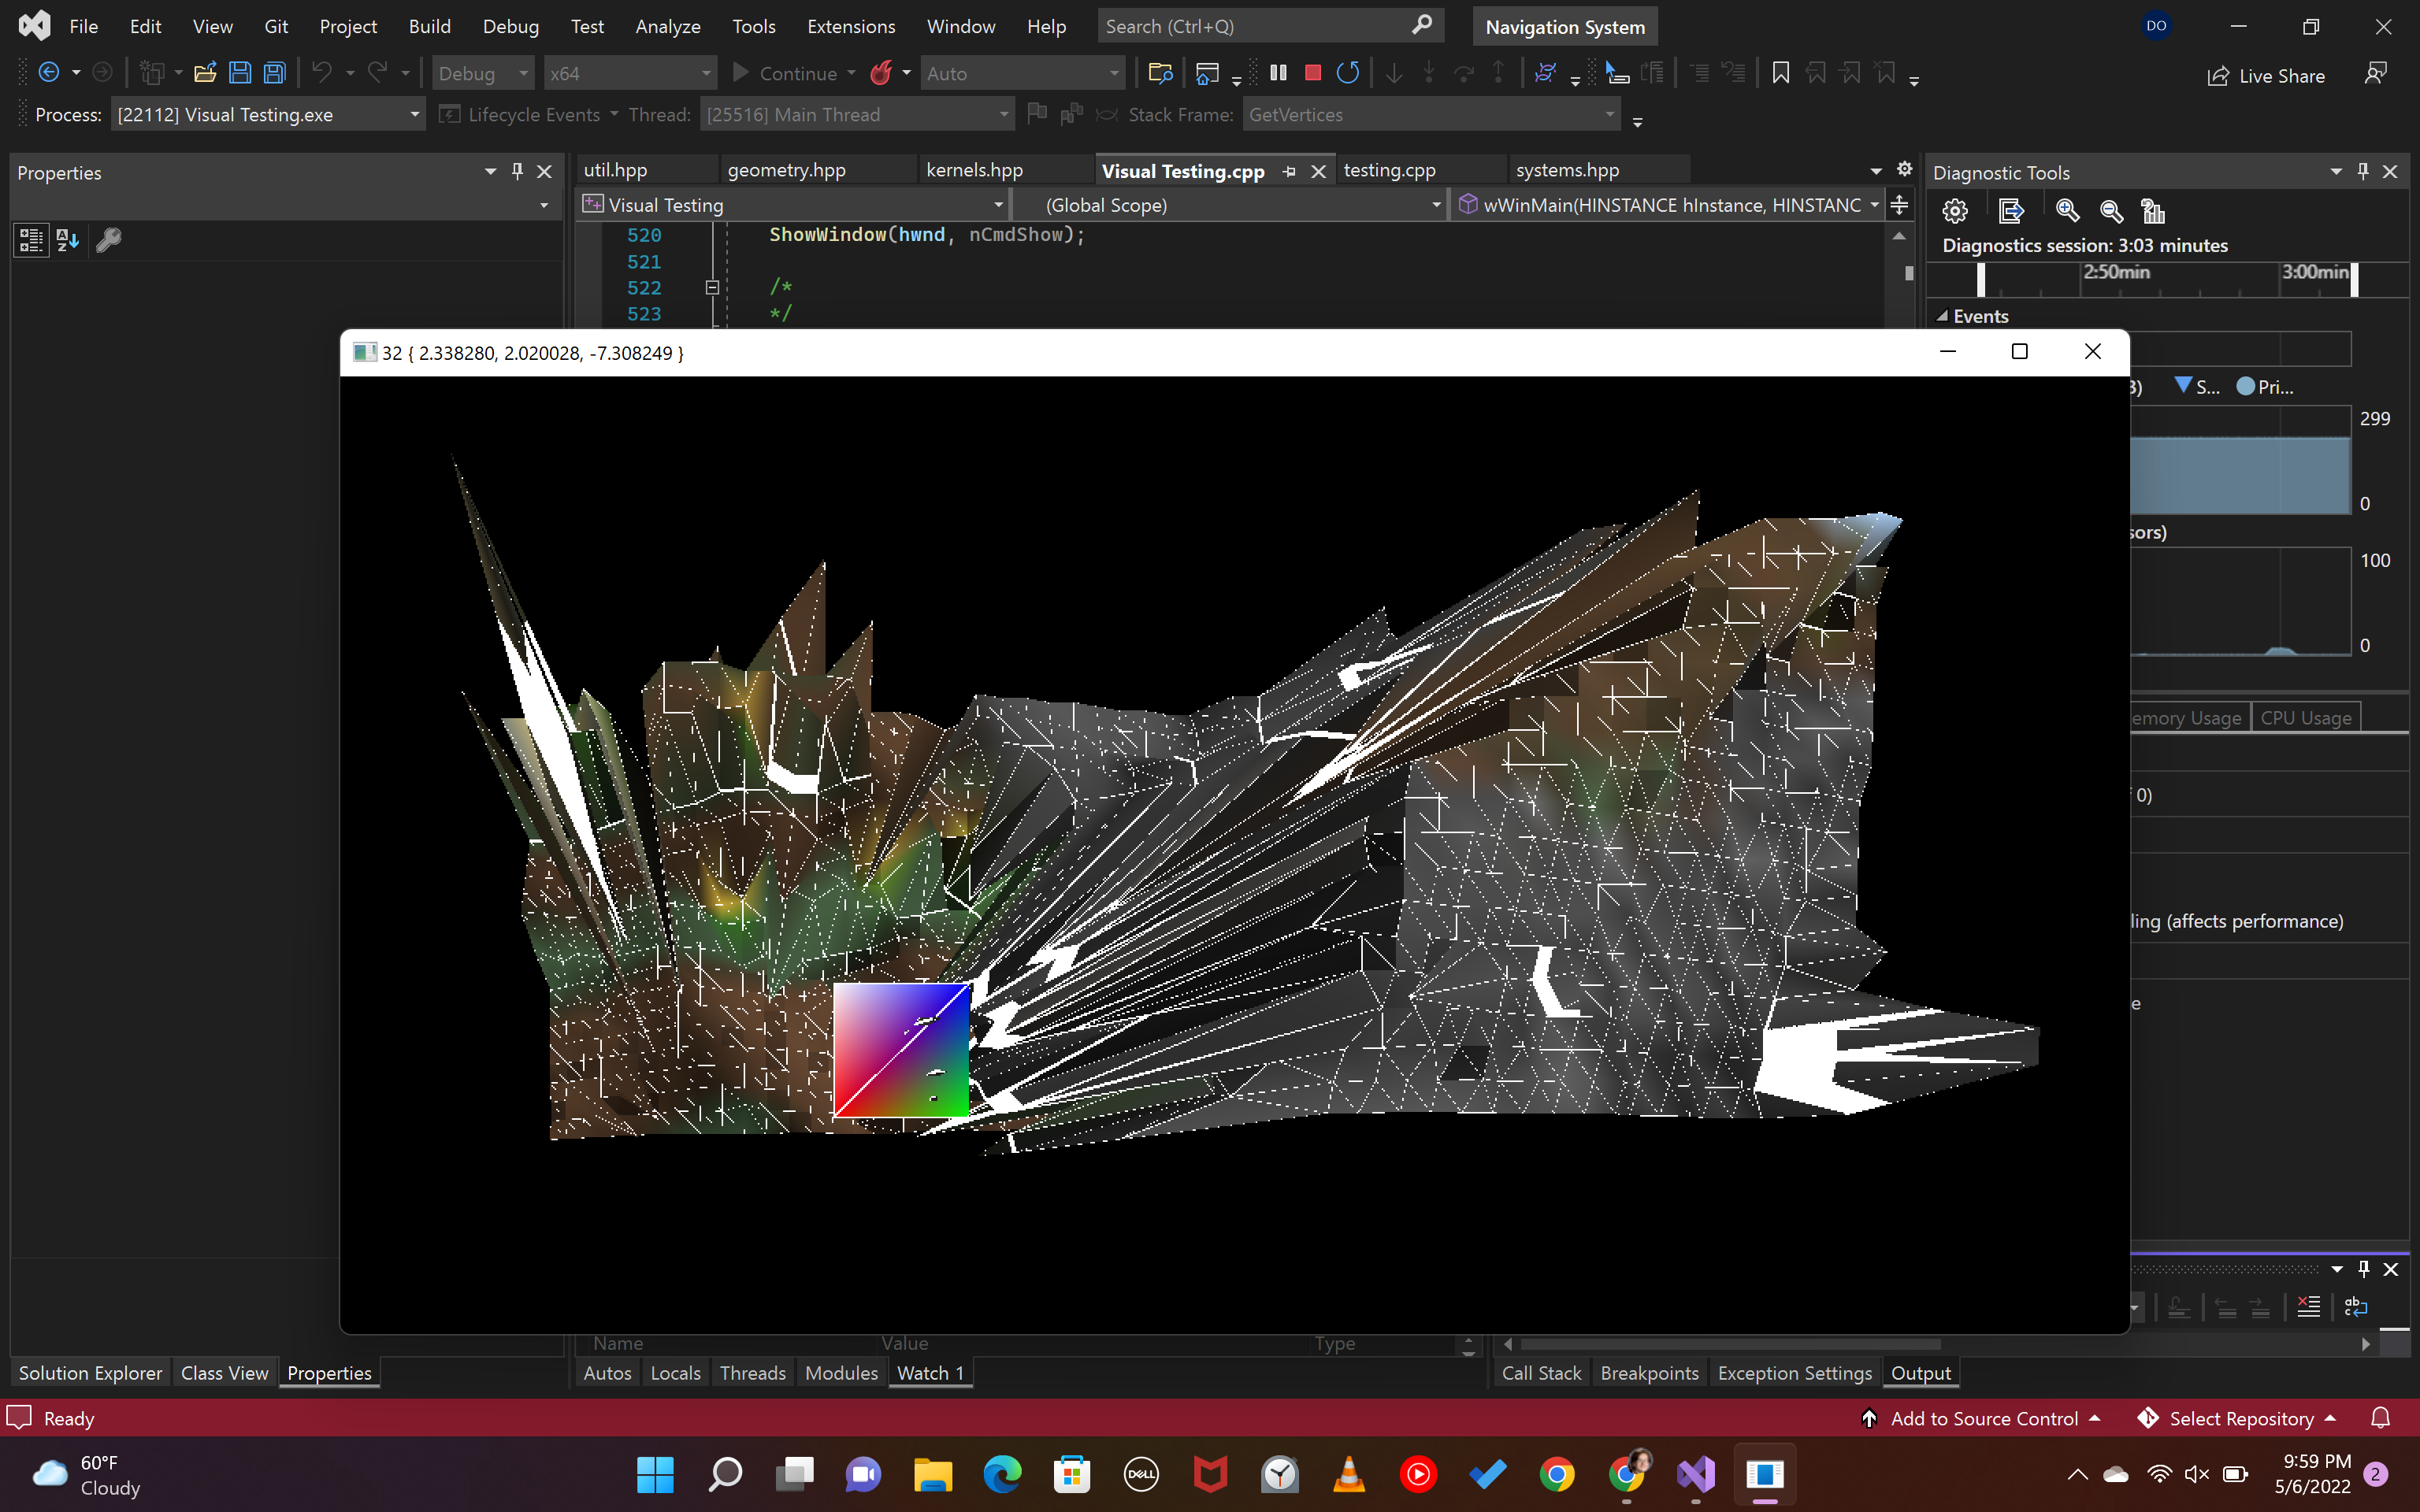 File Edit View Git Project Build Debug Test Analyze Tools Extensions Window Help Search (Ctrl+Q) Navigation System DO
Debug x64 Continue Auto Live Share
Process: [22112] Visual Testing.exe Lifecycle Events Thread: [25516] Main Thread Stack Frame: GetVertices
Properties
util.hpp geometry.hpp kernels.hpp Visual Testing.cpp testing.cpp systems.hpp
Diagnostic Tools
Visual Testing (Global Scope) wWinMain(HINSTANCE hInstance, HINSTANC
520 ShowWindow(hwnd, nCmdShow);
521
522 /*
523 */
Diagnostics session: 3:03 minutes
2:50min 3:00min
Events
32 { 2.338280, 2.020028, -7.308249 }
3) S... Pri...
299
0
sors)
100
0
emory Usage CPU Usage
0)
ling (affects performance)
e
Name Value Type
Solution Explorer Class View Properties
Autos Locals Threads Modules Watch 1
Call Stack Breakpoints Exception Settings Output
Ready
Add to Source Control Select Repository
60°F
Cloudy
DELL
9:59 PM
5/6/2022
2